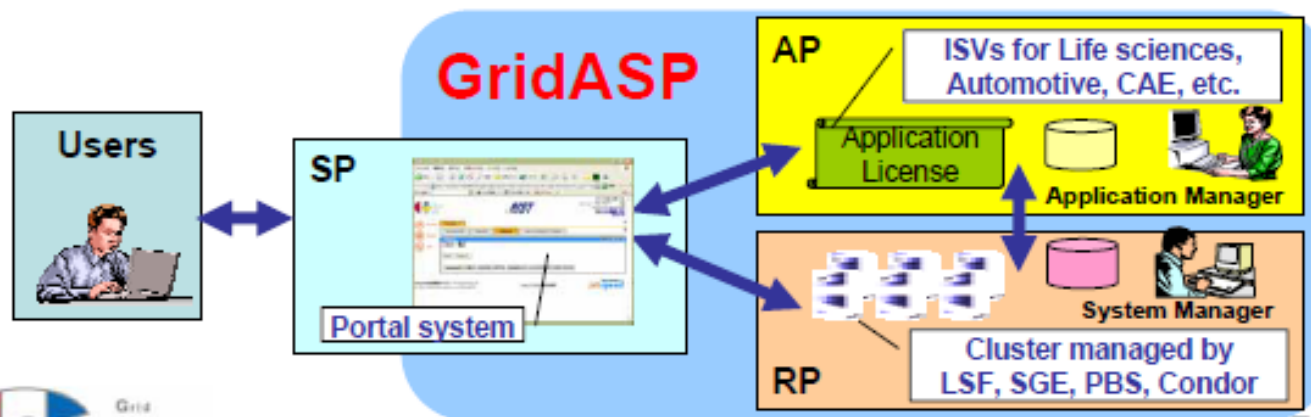 GridASP
Users
SP
Portal system
AP
ISVs for Life sciences,
Automotive, CAE, etc.
Application
License
Application Manager
System Manager
Cluster managed by
LSF, SGE, PBS, Condor
RP
Grid